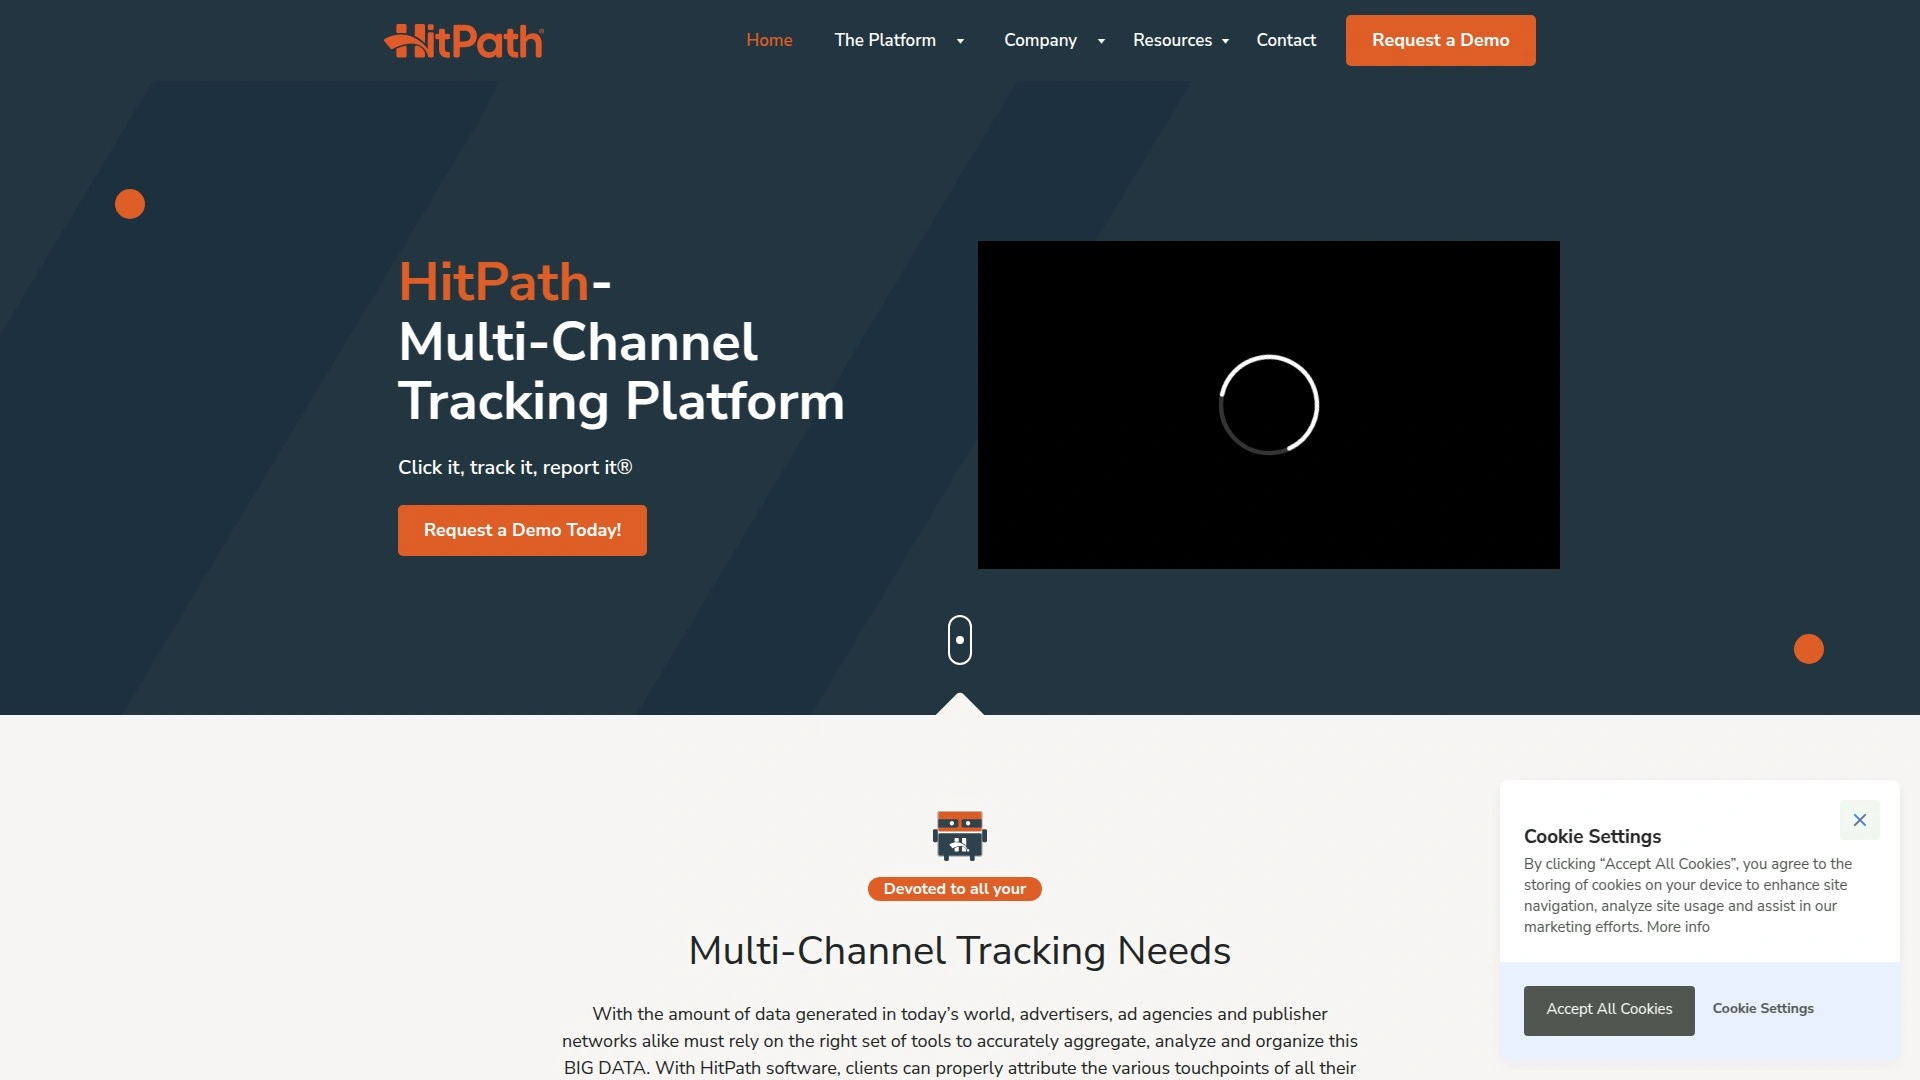 HitPath®
Home
The Platform
Company
Resources
Contact
Request a Demo
HitPath-
Multi-Channel
Tracking Platform
Click it, track it, report it®
Request a Demo Today!
Devoted to all your
Multi-Channel Tracking Needs
With the amount of data generated in today’s world, advertisers, ad agencies and publisher
networks alike must rely on the right set of tools to accurately aggregate, analyze and organize this
BIG DATA. With HitPath software, clients can properly attribute the various touchpoints of all their
Cookie Settings
By clicking “Accept All Cookies”, you agree to the
storing of cookies on your device to enhance site
navigation, analyze site usage and assist in our
marketing efforts. More info
Accept All Cookies
Cookie Settings